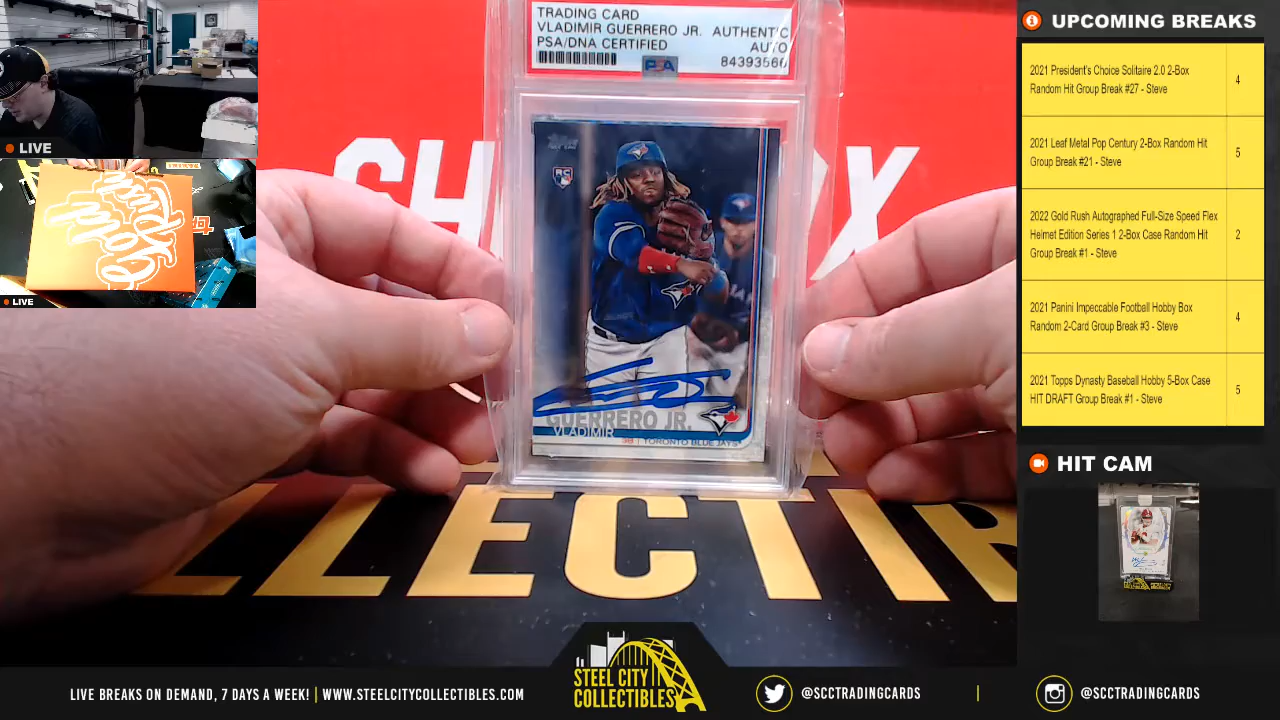 LIVE
LIVE
TRADING CARD
VLADIMIR GUERRERO JR. AUTHENTIC
AUTO
PSA/DNA CERTIFIED
84393566
PSA
TOPPS
RC
GUERRERO JR.
VLADIMIR
3B | TORONTO BLUE JAYS
SH
X
LLECTI
UPCOMING BREAKS
2021 President's Choice Solitaire 2.0 2-Box
Random Hit Group Break #27 - Steve
4
2021 Leaf Metal Pop Century 2-Box Random Hit
Group Break #21 - Steve
5
2022 Gold Rush Autographed Full-Size Speed Flex
Helmet Edition Series 1 2-Box Case Random Hit
Group Break #1 - Steve
2
2021 Panini Impeccable Football Hobby Box
Random 2-Card Group Break #3 - Steve
4
2021 Topps Dynasty Baseball Hobby 5-Box Case
HIT DRAFT Group Break #1 - Steve
5
HIT CAM
LIVE BREAKS ON DEMAND, 7 DAYS A WEEK! | WWW.STEELCITYCOLLECTIBLES.COM
STEEL CITY
COLLECTIBLES
@SCCTRADINGCARDS
@SCCTRADINGCARDS